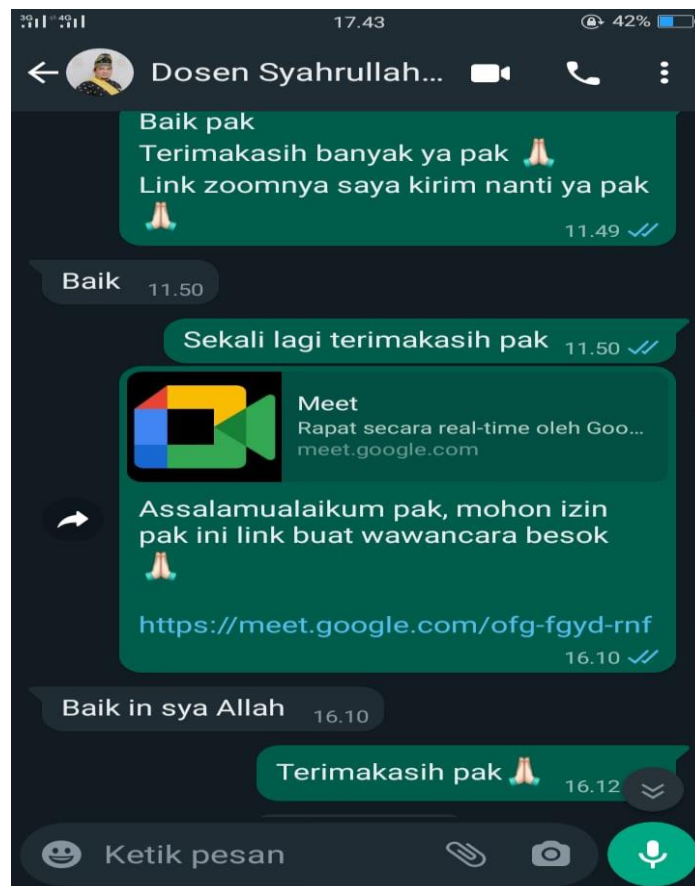 3G 4G 17.43 42%
Dosen Syahrullah...
Baik pak
Terimakasih banyak ya pak 🙏🏻
Link zoomnya saya kirim nanti ya pak
🙏🏻
11.49
Baik 11.50
Sekali lagi terimakasih pak 11.50
Meet
Rapat secara real-time oleh Goo...
meet.google.com
Assalamualaikum pak, mohon izin
pak ini link buat wawancara besok
🙏🏻
https://meet.google.com/ofg-fgyd-rnf
16.10
Baik in sya Allah 16.10
Terimakasih pak 🙏🏻 16.12
Ketik pesan